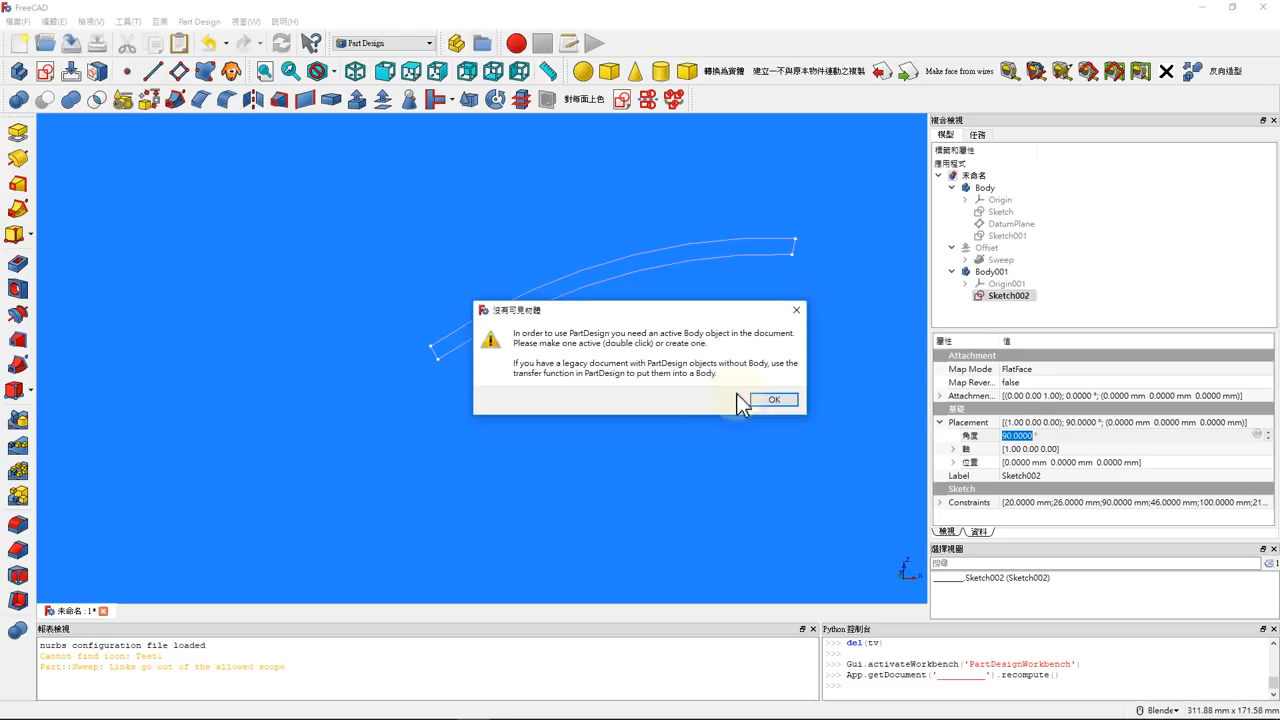 FreeCAD
檔案(F) 編輯(E) 檢視(V) 工具(T) 巨集 Part Design 視窗(W) 說明(H)
Part Design
轉換為實體 建立一不與原本物件連動之複製 Make face from wires 反向造型
對每面上色
複合檢視
模型 任務
標籤和屬性
應用程式
未命名
Body
Origin
Sketch
DatumPlane
Sketch001
Offset
Sweep
Body001
Origin001
Sketch002
沒有可見物體
In order to use PartDesign you need an active Body object in the document.
Please make one active (double click) or create one.
If you have a legacy document with PartDesign objects without Body, use the
transfer function in PartDesign to put them into a Body.
OK
屬性 值
Attachment
Map Mode FlatFace
Map Rever... false
Attachmen... [(0.00 0.00 1.00); 0.0000 °; (0.0000 mm 0.0000 mm 0.0000 mm)]
基礎
Placement [(1.00 0.00 0.00); 90.0000 °; (0.0000 mm 0.0000 mm 0.0000 mm)]
角度 90.0000 °
軸 [1.00 0.00 0.00]
位置 [0.0000 mm 0.0000 mm 0.0000 mm]
Label Sketch002
Sketch
Constraints [20.0000 mm;26.0000 mm;90.0000 mm;46.0000 mm;100.0000 mm;21...
檢視 資料
選擇視圖
搜尋
1
_________.Sketch002 (Sketch002)
Z
Y
X
未命名 : 1*
報表檢視
nurbs configuration file loaded
Cannot find icon: Test1
Part::Sweep: Links go out of the allowed scope
Python 控制台
>>> del(tv)
>>>
>>> Gui.activateWorkbench('PartDesignWorkbench')
>>> App.getDocument('_________').recompute()
>>>
Blende 311.88 mm x 171.58 mm